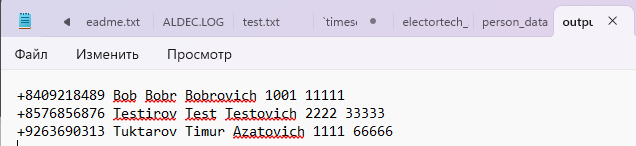 eadme.txt ALDEC.LOG test.txt `times electortech_ person_data outpu
Файл Изменить Просмотр
+8409218489 Bob Bobr Bobrovich 1001 11111
+8576856876 Testirov Test Testovich 2222 33333
+9263690313 Tuktarov Timur Azatovich 1111 66666